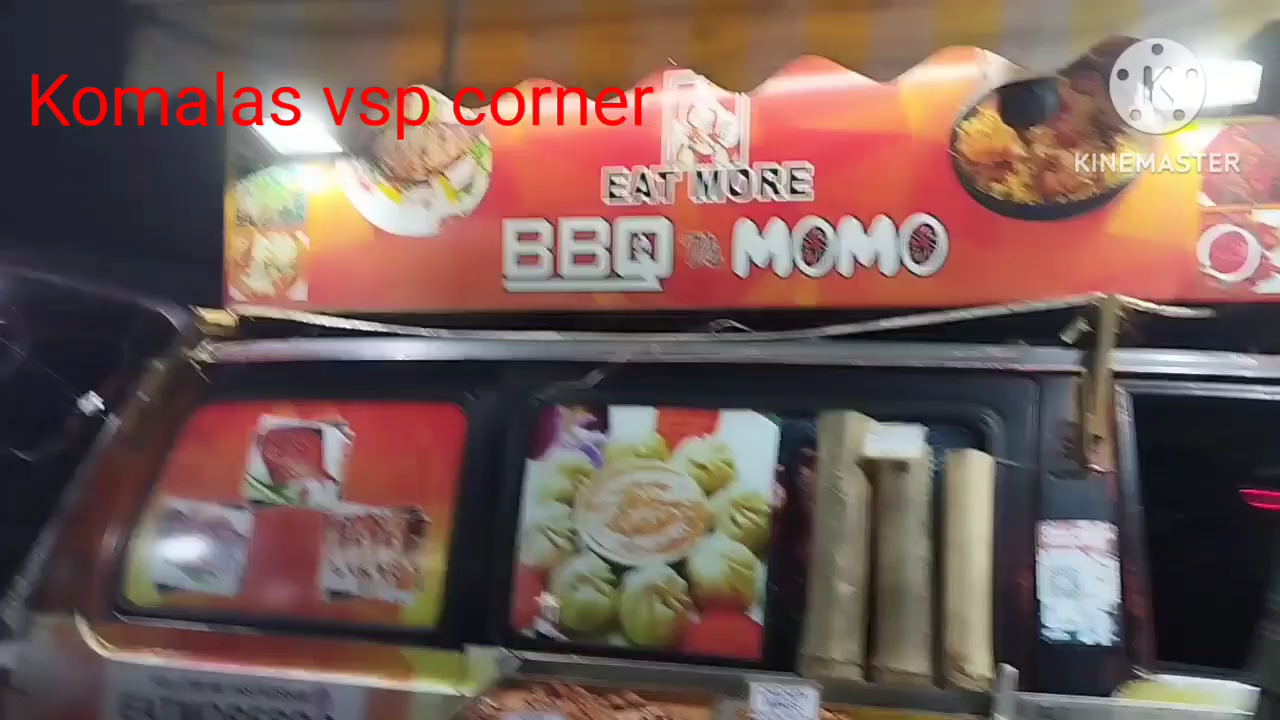 Komalas vsp corner
KINEMASTER
EAT MORE
BBQ
MOMO